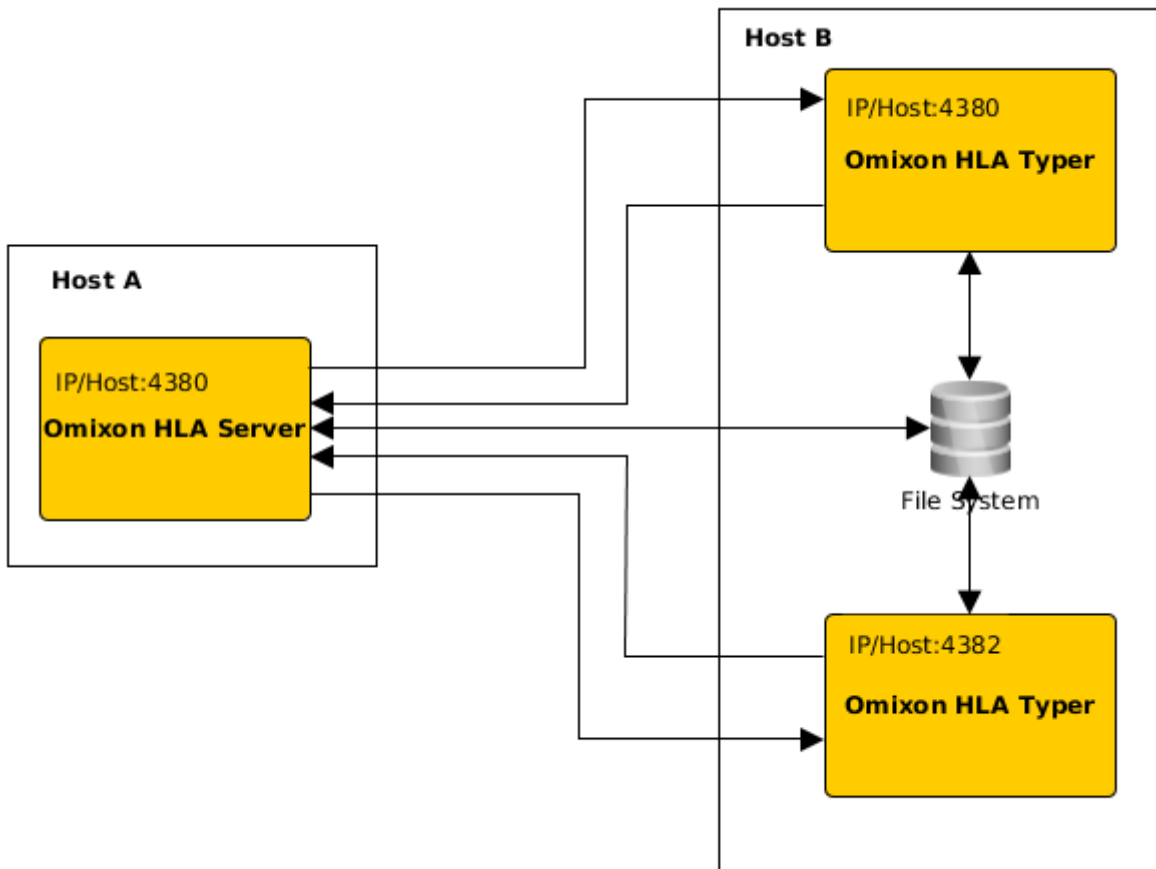 Host B
IP/Host:4380
Omixon HLA Typer
Host A
IP/Host:4380
Omixon HLA Server
File System
IP/Host:4382
Omixon HLA Typer